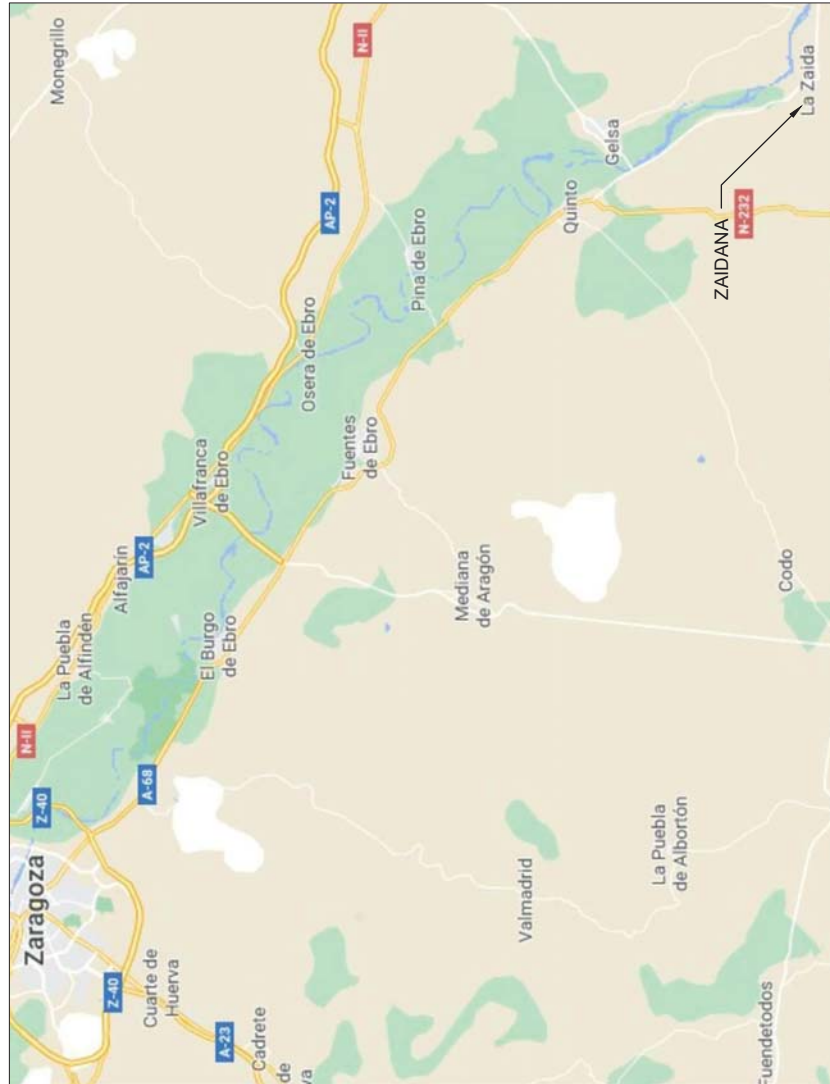 N-II
Zaragoza
Z-40
Monegrillo
La Puebla
de Alfindén
Z-40
Alfajarín
AP-2
A-68
Cuarte de
Huerva
Villafranca
de Ebro
El Burgo
de Ebro
A-23
Cadrete
de
va
Osera de Ebro
AP-2
N-II
Fuentes
de Ebro
Pina de Ebro
Mediana
de Aragón
Valmadrid
Quinto
Gelsa
La Puebla
de Albortón
ZAIDANA
N-232
Fuendetodos
Codo
La Zaida